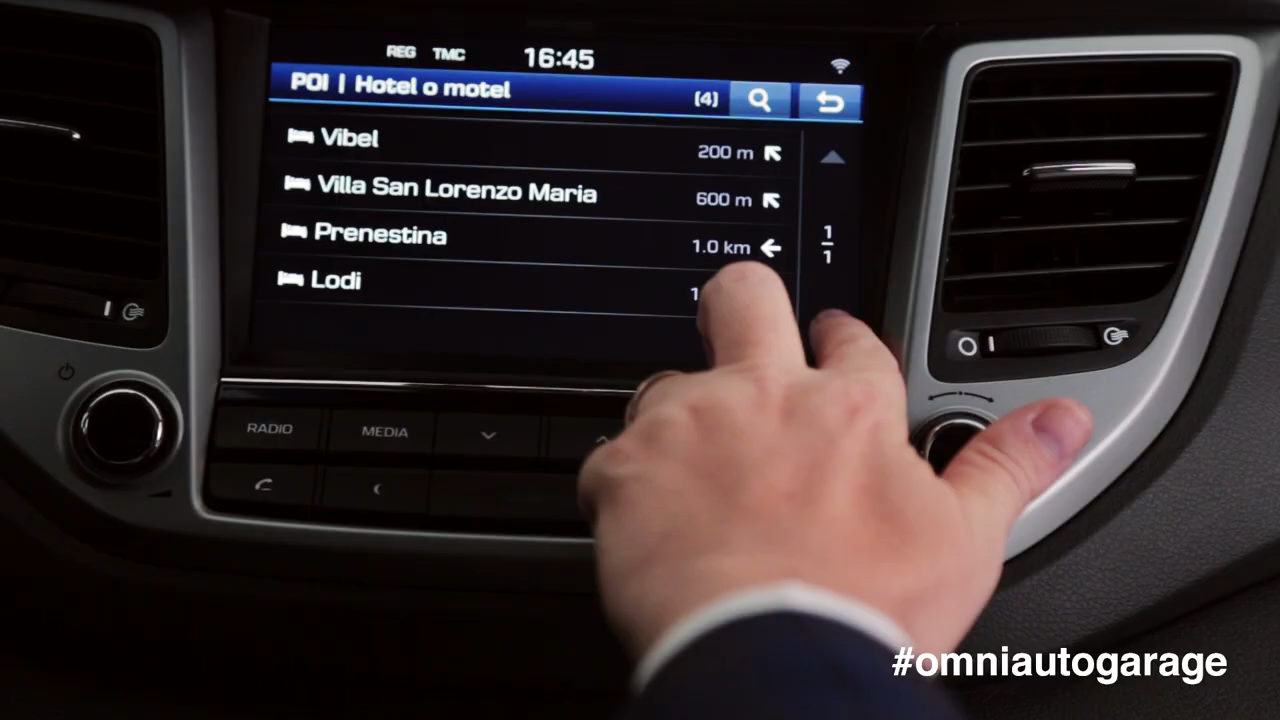 REG TMC 16:45
POI | Hotel o motel (4)
Vibel 200 m
Villa San Lorenzo Maria 600 m
Prenestina 1.0 km
Lodi
1
1
RADIO MEDIA
#omniautogarage